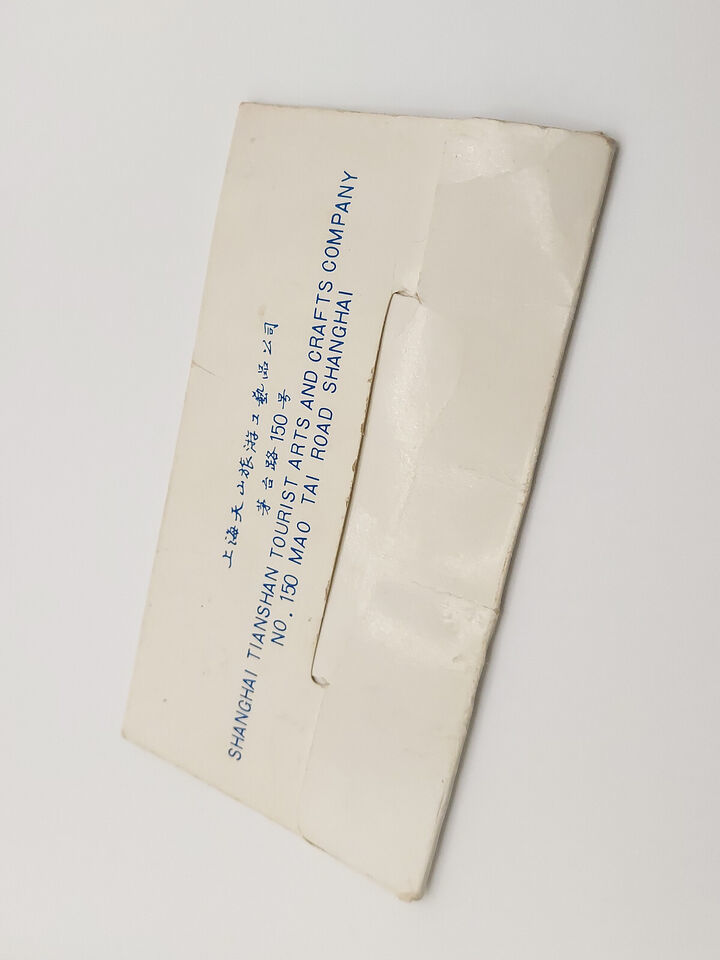 上海天山旅游工藝品公司
茅台路150号
SHANGHAI TIANSHAN TOURIST ARTS AND CRAFTS COMPANY
NO. 150 MAO TAI ROAD SHANGHAI